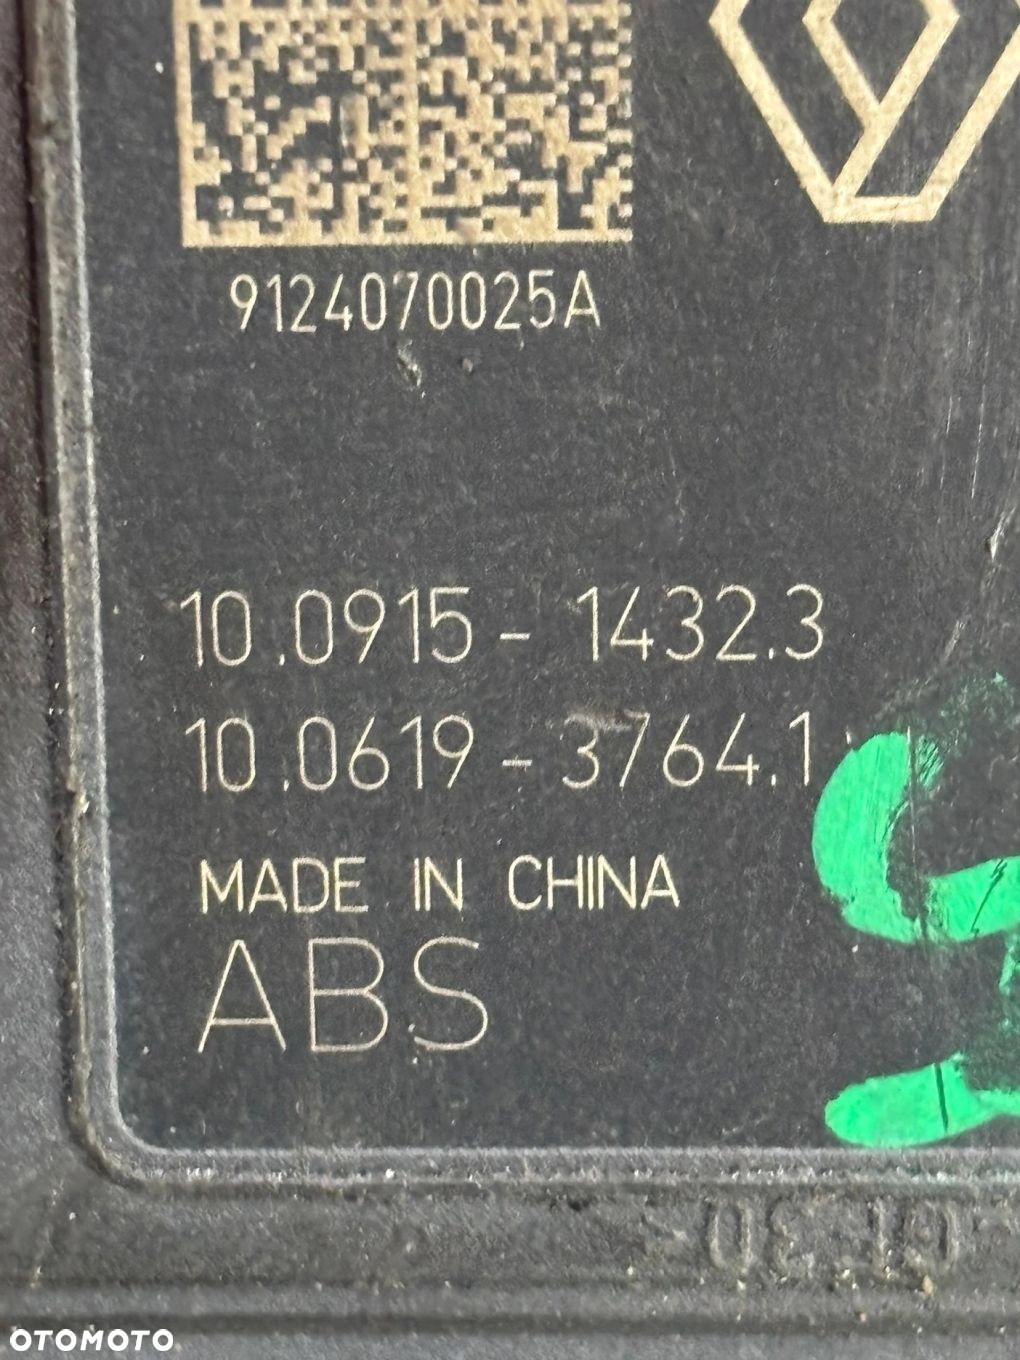 9124070025A
10.0915-1432.3
10.0619-3764.1
MADE IN CHINA
ABS
OTOMOTO